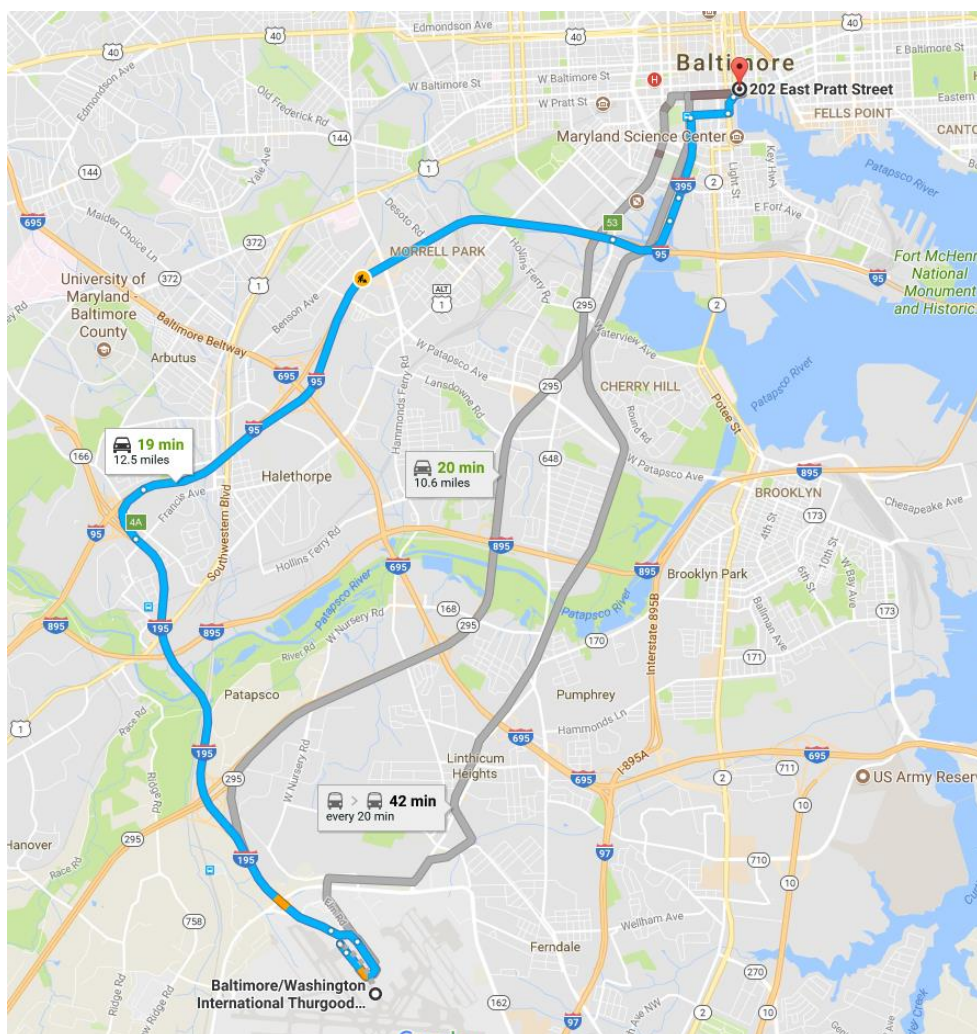 40
40
40
40
Edmondson Ave
Edmondson Ave
W Baltimore St
W Baltimore St
Baltimore
E Baltimore St
H
202 East Pratt Street
Eastern
Old Frederick Rd
W Pratt St
FELLS POINT
CANTO
144
Maryland Science Center
144
Yale Ave
1
Light St
Key Hwy
Patapsco River
395
2
695
Maiden Choice Ln
372
Desoto Rd
E Fort Ave
53
MORRELL PARK
Hollins Ferry Rd
95
Fort McHenry
National
Monument
and Historic...
95
372
1
University of
Maryland-
Baltimore
County
Benson Ave
ALT
1
2
295
Baltimore Beltway
Waterview Ave
Arbutus
W Patapsco Ave
Patapsco River
695
95
Lansdowne Rd
295
CHERRY HILL
Potee St
Hammonds Ferry Rd
Round Rd
95
19 min
12.5 miles
166
20 min
10.6 miles
648
W Patapsco Ave
895
Halethorpe
BROOKLYN
Francis Ave
Southwestern Blvd
Chesapeake Ave
173
4A
4th St
10th St
95
895
Hollins Ferry Rd
695
895
Brooklyn Park
6th St
W Bay Ave
Patapsco River
Patapsco River
168
173
895
195
895
W Nursery Rd
295
170
Ballman Ave
River Rd
Interstate 895B
171
Patapsco
Pumphrey
1
Race Rd
Hammonds Ln
195
695
695
Ridge Rd
W Nursery Rd
Linthicum
Heights
I-895A
711
295
695
2
US Army Reserv
42 min
every 20 min
10
295
Hanover
Race Rd
195
97
710
10
Elm Rd
758
Wellham Ave
Ridge Rd
Ferndale
Baltimore/Washington
International Thurgood...
270
162
97
2